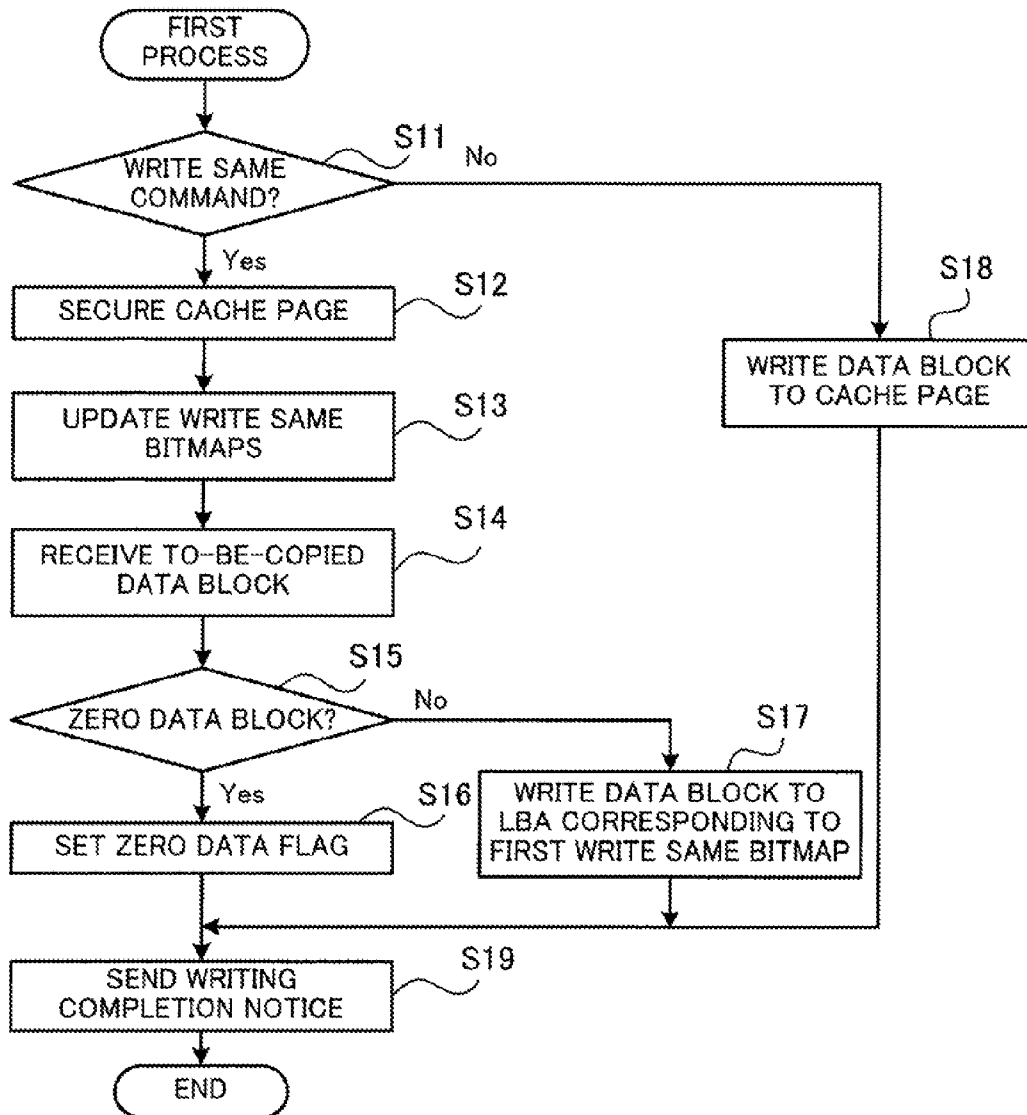 FIRST
PROCESS
S11
WRITE SAME
COMMAND?
No
Yes
S12
SECURE CACHE PAGE
S18
WRITE DATA BLOCK
TO CACHE PAGE
S13
UPDATE WRITE SAME
BITMAPS
S14
RECEIVE TO-BE-COPIED
DATA BLOCK
S15
ZERO DATA BLOCK?
No
Yes
S17
WRITE DATA BLOCK TO
LBA CORRESPONDING TO
FIRST WRITE SAME BITMAP
S16
SET ZERO DATA FLAG
S19
SEND WRITING
COMPLETION NOTICE
END